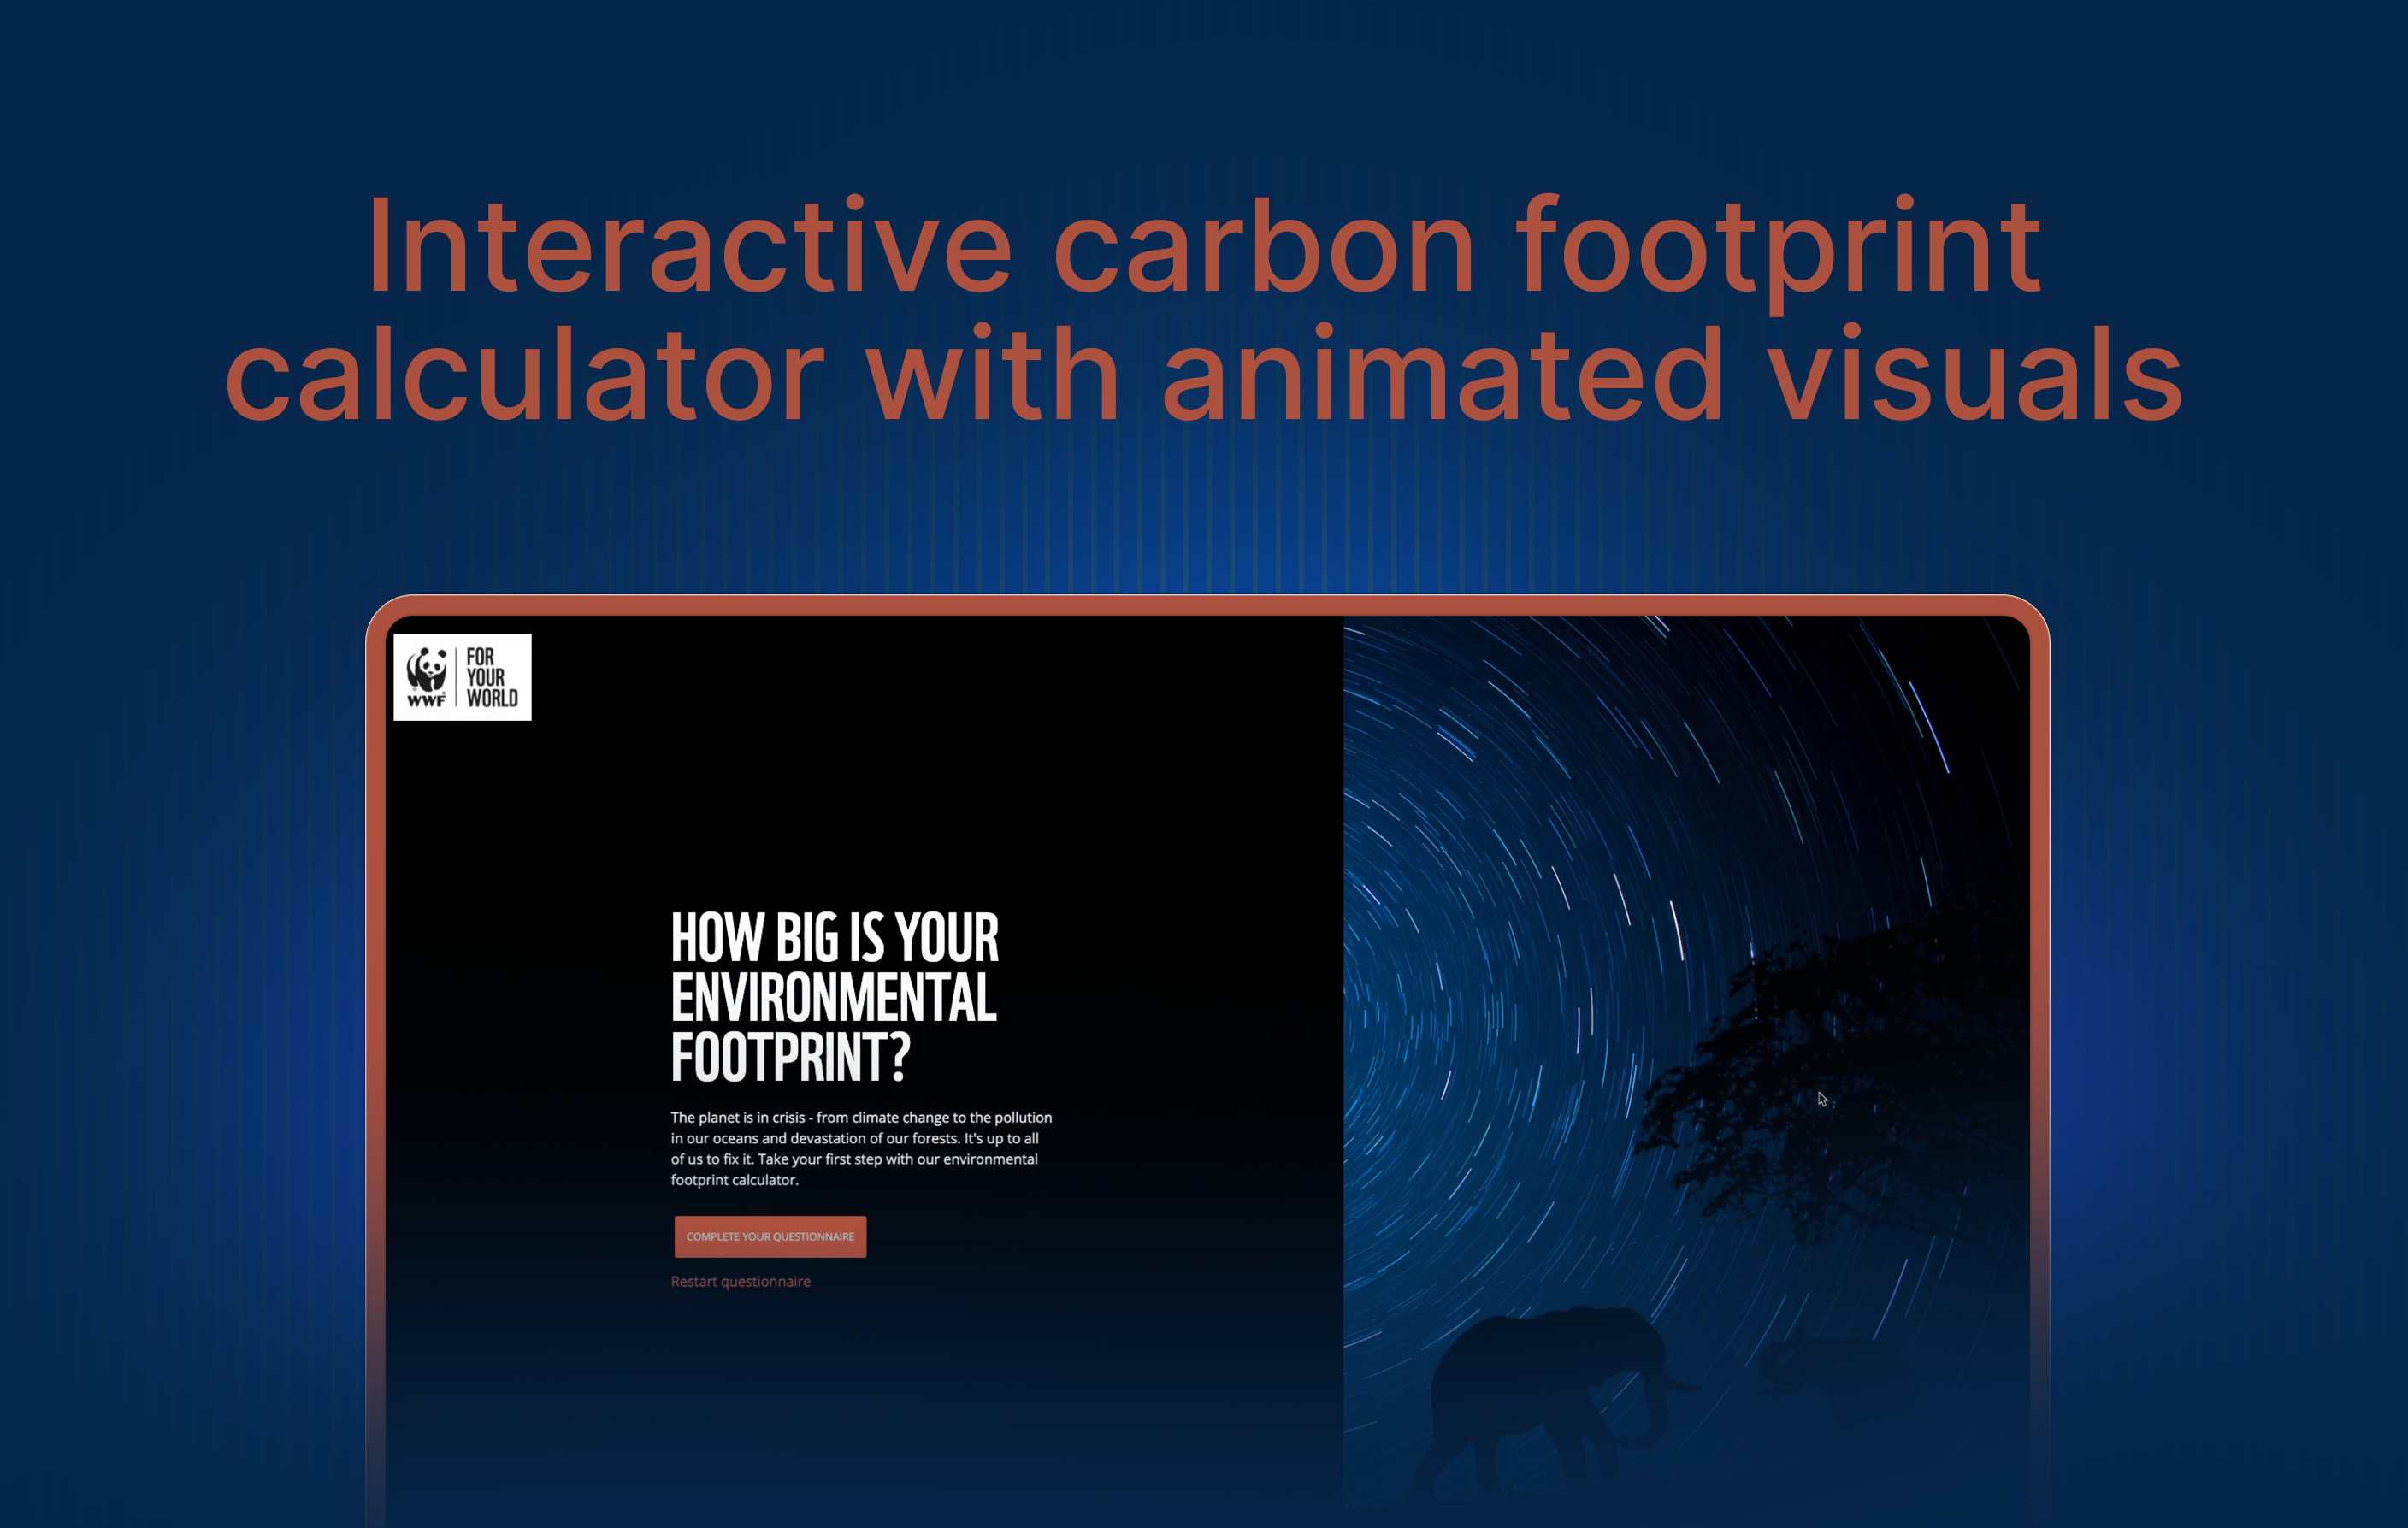 Interactive carbon footprint
calculator with animated visuals
WWF
FOR
YOUR
WORLD
HOW BIG IS YOUR
ENVIRONMENTAL
FOOTPRINT?
The planet is in crisis - from climate change to the pollution
in our oceans and devastation of our forests. It's up to all
of us to fix it. Take your first step with our environmental
footprint calculator.
COMPLETE YOUR QUESTIONNAIRE
Restart questionnaire